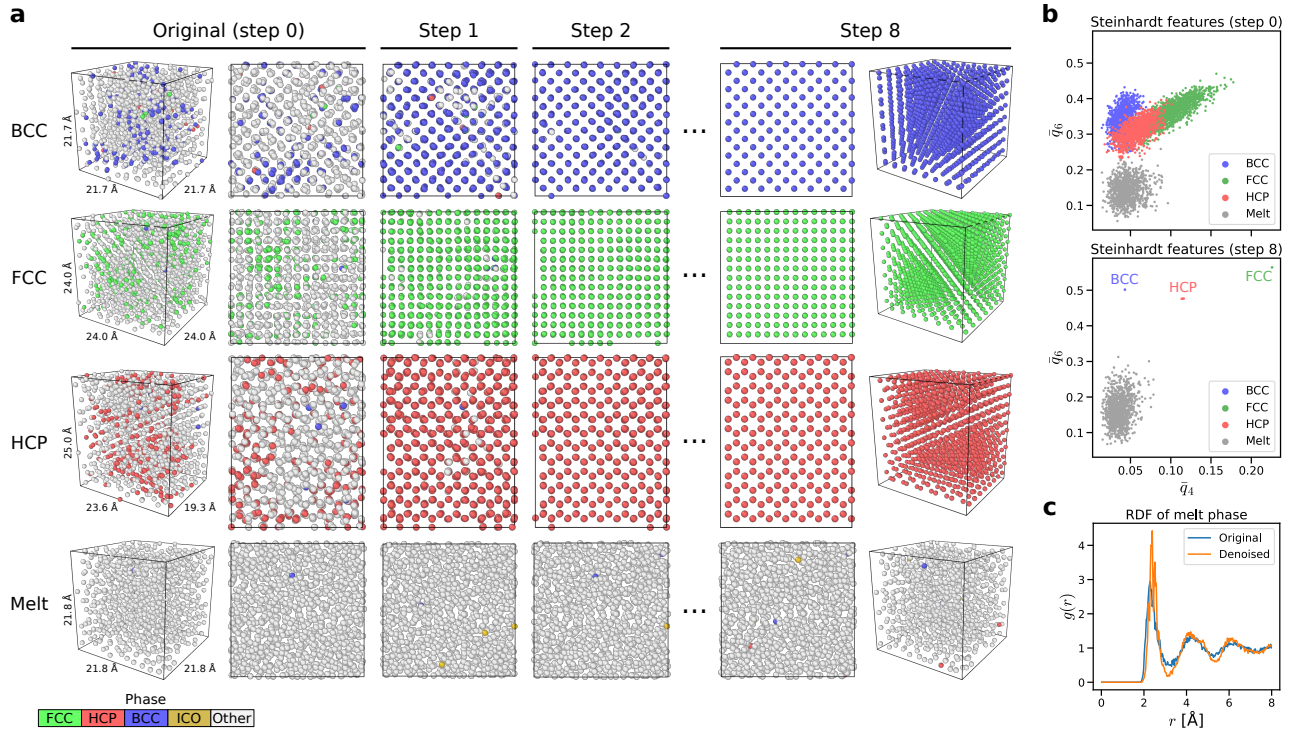 a
Original (step 0)
Step 1
Step 2
Step 8
BCC
21.7 Å
21.7 Å
21.7 Å
...
FCC
24.0 Å
24.0 Å
24.0 Å
...
HCP
25.0 Å
23.6 Å
19.3 Å
...
Melt
21.8 Å
21.8 Å
21.8 Å
...
Phase
FCC HCP BCC ICO Other
b
Steinhardt features (step 0)
0.5
0.4
0.3
0.2
0.1
q̄₆
BCC
FCC
HCP
Melt
Steinhardt features (step 8)
BCC
HCP
FCC
0.5
0.4
0.3
0.2
0.1
q̄₆
BCC
FCC
HCP
Melt
0.05 0.10 0.15 0.20
q̄₄
c
RDF of melt phase
Original
Denoised
4
3
2
1
0
g(r)
0 2 4 6 8
r [Å]